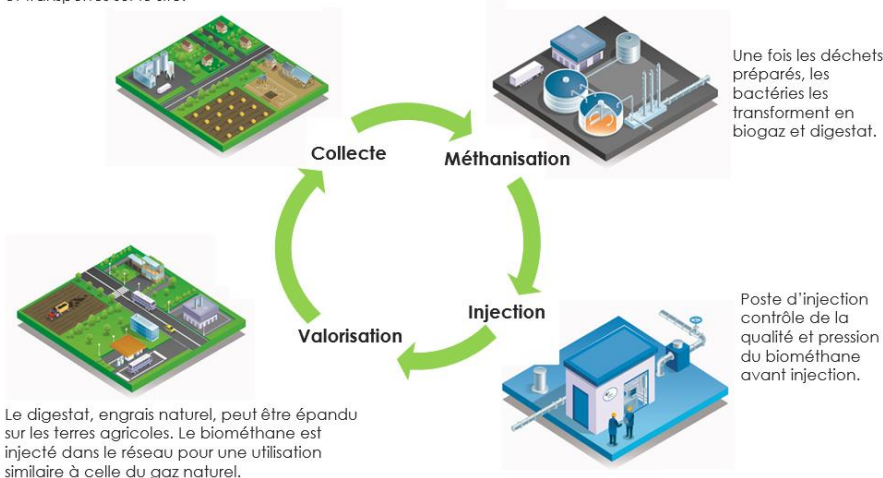 Collecte
Méthanisation
Une fois les déchets
préparés, les
bactéries les
transforment en
biogaz et digestat.
Injection
Poste d'injection
contrôle de la
qualité et pression
du biométhane
avant injection.
Valorisation
Le digestat, engrais naturel, peut être épandu
sur les terres agricoles. Le biométhane est
injecté dans le réseau pour une utilisation
similaire à celle du gaz naturel.